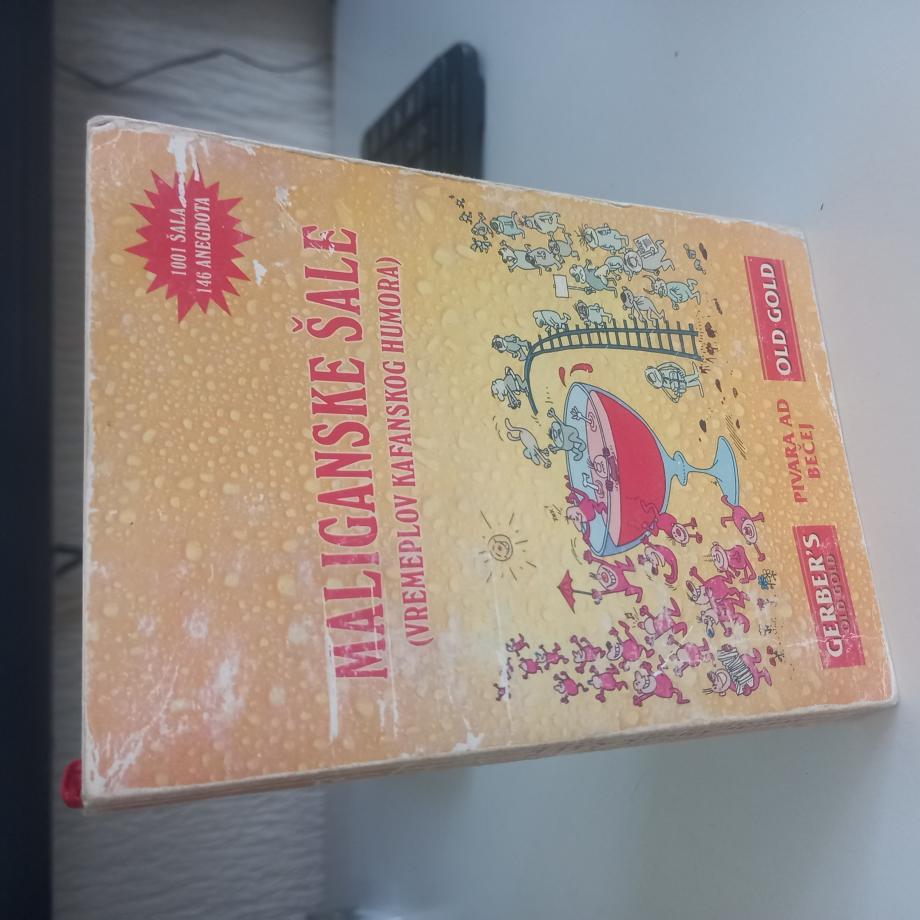 1001 ŠALA
146 ANEGDOTA
MALIGANSKE ŠALE
(VREMEPLOV KAFANSKOG HUMORA)
GERBER'S
OLD GOLD
PIVARA AD
BEČEJ
OLD GOLD